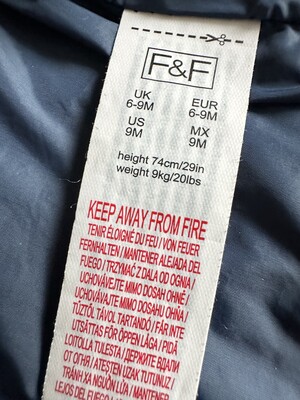 F&F
UK EUR
6-9M 6-9M
US MX
9M 9M
height 74cm/29in
weight 9kg/20lbs
KEEP AWAY FROM FIRE
TENIR ÉLOIGNÉ DU FEU / VON FEUER
FERNHALTEN / MANTENER ALEJADA DEL
FUEGO / TRZYMAĆ Z DALA OD OGNIA /
UCHOVÁVEJTE MIMO DOSAH OHNĚ /
UCHOVÁVAJTE MIMO DOSAHU OHŇA /
TŰZTŐL TÁVOL TARTANDÓ / FÅR INTE
UTSÄTTAS FÖR ÖPPEN LÅGA / PIDÄ
LOITOLLA TULESTA / ДЕРЖИТЕ ВДАЛИ
ОТ ОГНЯ / ATEŞTEN UZAK TUTUNUZ /
TRÁNH XA NGUỒN LỬA / MANTENER
LEJOS DEL FUEGO